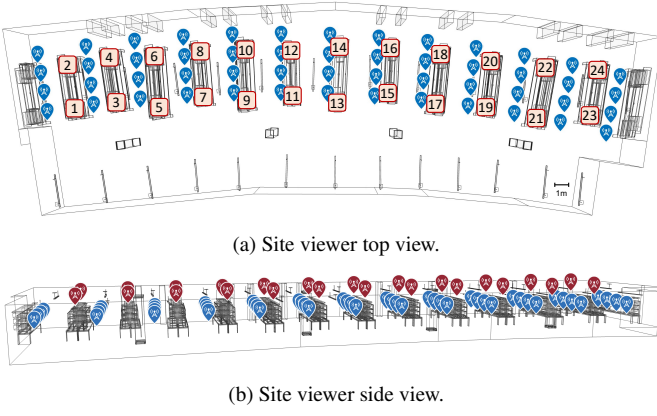 2 4 6 8 10 12 14 16 18 20 22 24
1 3 5 7 9 11 13 15 17 19 21 23
1m
(a) Site viewer top view.
(b) Site viewer side view.